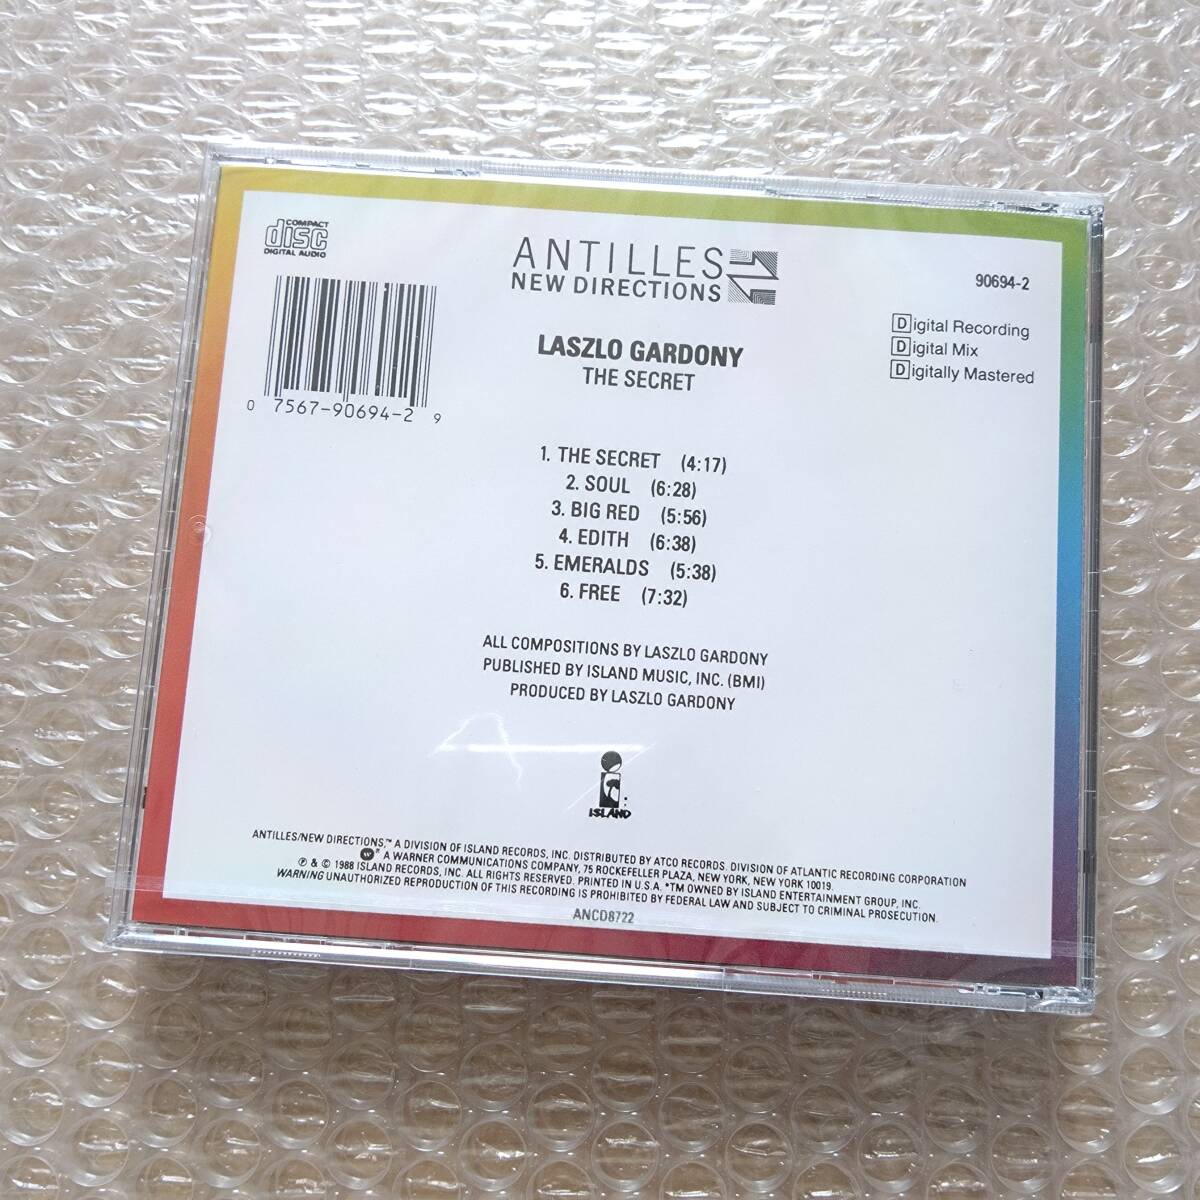 COMPACT
disc
DIGITAL AUDIO
ANTILLES
NEW DIRECTIONS
90694-2
Digital Recording
Digital Mix
Digitally Mastered
0 7567-90694-2 9
LASZLO GARDONY
THE SECRET
1. THE SECRET (4:17)
2. SOUL (6:28)
3. BIG RED (5:56)
4. EDITH (6:38)
5. EMERALDS (5:38)
6. FREE (7:32)
ALL COMPOSITIONS BY LASZLO GARDONY
PUBLISHED BY ISLAND MUSIC, INC. (BMI)
PRODUCED BY LASZLO GARDONY
ISLAND
ANTILLES/NEW DIRECTIONS,™ A DIVISION OF ISLAND RECORDS, INC. DISTRIBUTED BY ATCO RECORDS. DIVISION OF ATLANTIC RECORDING CORPORATION
W ® A WARNER COMMUNICATIONS COMPANY, 75 ROCKEFELLER PLAZA, NEW YORK, NEW YORK 10019.
℗ & © 1988 ISLAND RECORDS, INC. ALL RIGHTS RESERVED. PRINTED IN U.S.A. *TM OWNED BY ISLAND ENTERTAINMENT GROUP, INC.
WARNING UNAUTHORIZED REPRODUCTION OF THIS RECORDING IS PROHIBITED BY FEDERAL LAW AND SUBJECT TO CRIMINAL PROSECUTION.
ANCD8722